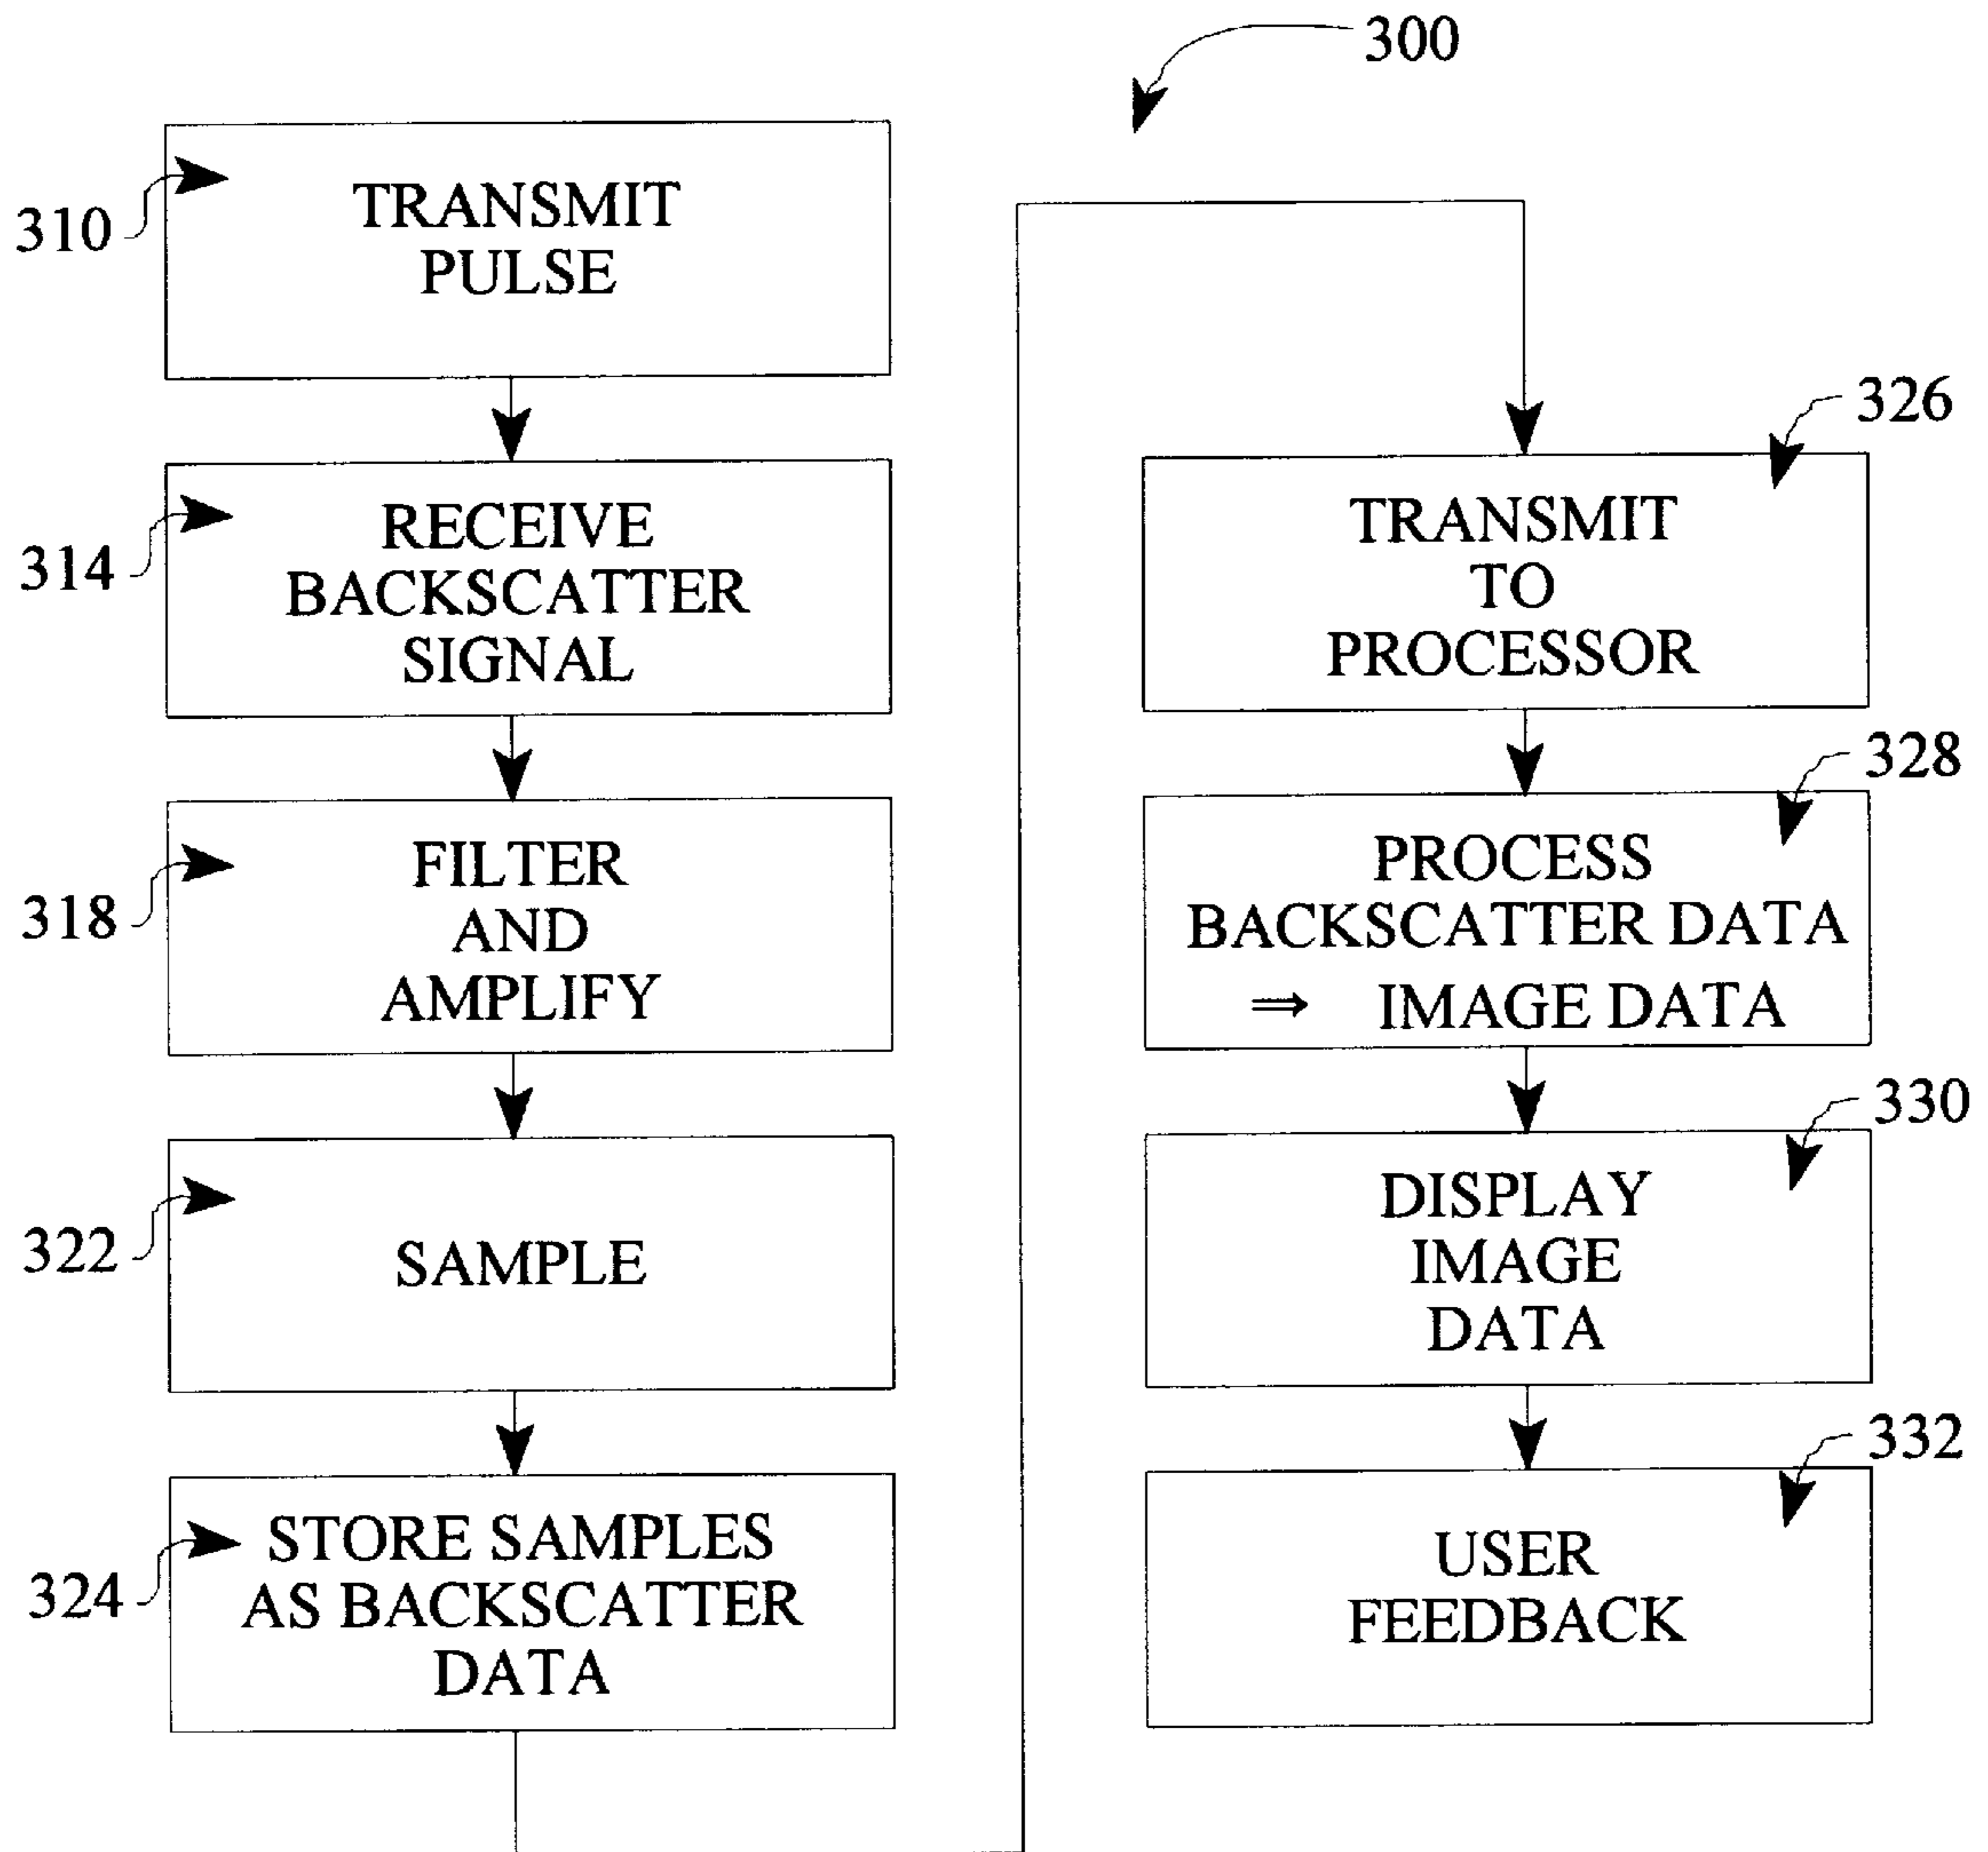 300
310
TRANSMIT
PULSE
314
RECEIVE
BACKSCATTER
SIGNAL
318
FILTER
AND
AMPLIFY
322
SAMPLE
324
STORE SAMPLES
AS BACKSCATTER
DATA
326
TRANSMIT
TO
PROCESSOR
328
PROCESS
BACKSCATTER DATA
⇒ IMAGE DATA
330
DISPLAY
IMAGE
DATA
332
USER
FEEDBACK